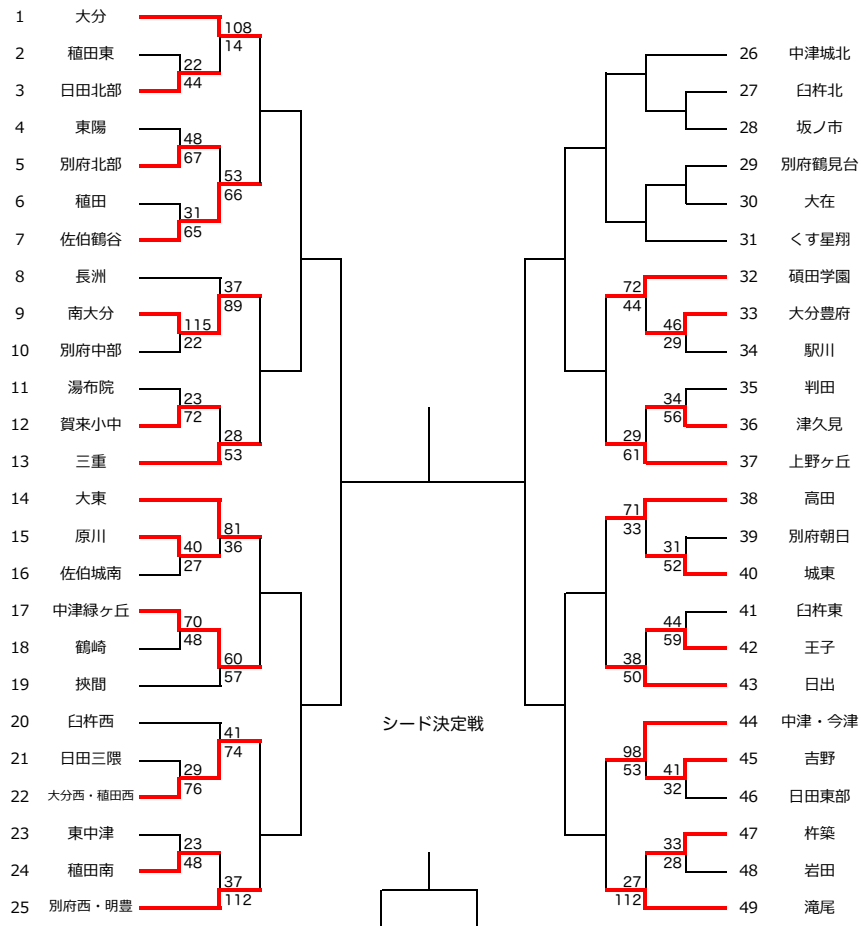 1 大分
108
14
2 稙田東
22
44
3 日田北部
4 東陽
48
67
5 別府北部
53
66
6 稙田
31
65
7 佐伯鶴谷
8 長洲
37
89
9 南大分
115
22
10 別府中部
11 湯布院
23
72
12 賀来小中
28
53
13 三重
14 大東
81
36
15 原川
40
27
16 佐伯城南
17 中津緑ヶ丘
70
48
18 鶴崎
60
57
19 挾間
20 臼杵西
41
74
21 日田三隈
29
76
22 大分西・稙田西
23 東中津
23
48
24 稙田南
37
112
25 別府西・明豊
シード決定戦
26 中津城北
27 臼杵北
28 坂ノ市
29 別府鶴見台
30 大在
31 くす星翔
32 碩田学園
72
44
33 大分豊府
46
29
34 駅川
35 判田
34
56
36 津久見
29
61
37 上野ヶ丘
38 高田
71
33
39 別府朝日
31
52
40 城東
41 臼杵東
44
59
42 王子
38
50
43 日出
44 中津・今津
98
53
45 吉野
41
32
46 日田東部
47 杵築
33
28
48 岩田
27
112
49 滝尾